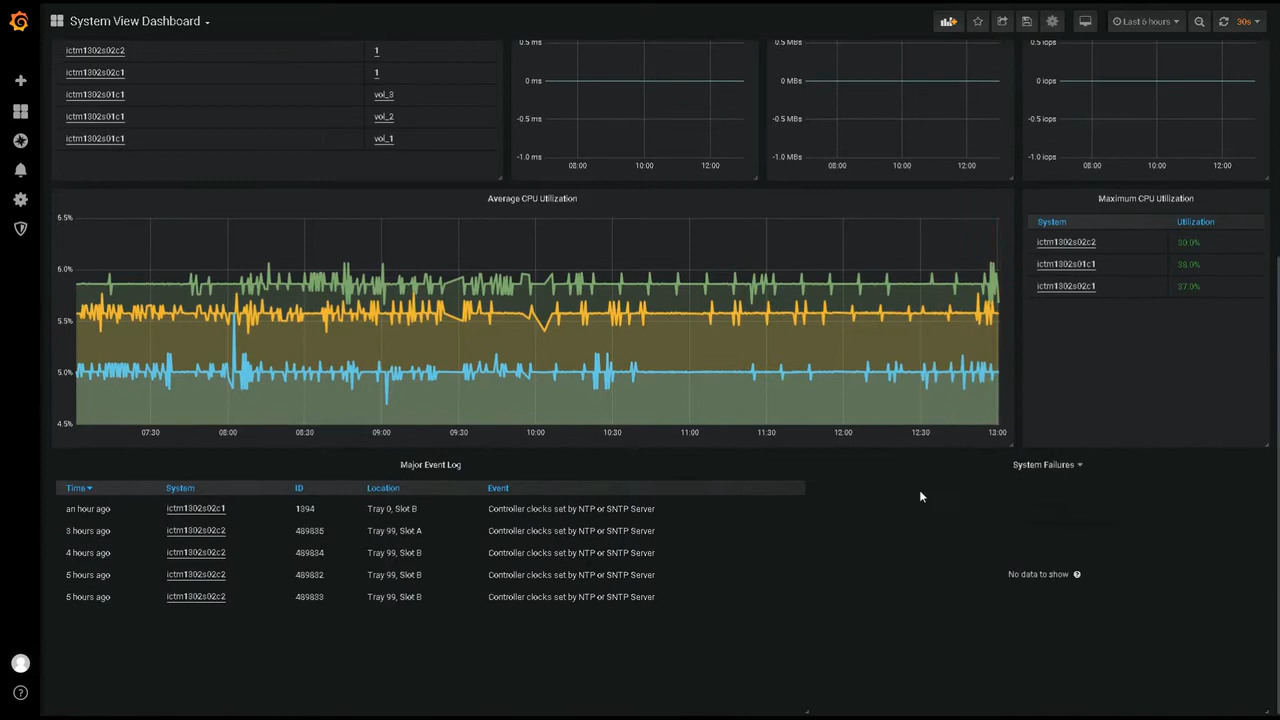 System View Dashboard
Last 6 hours
30s
ictm1302s02c2 1
ictm1302s02c1 1
ictm1302s01c1 vol_3
ictm1302s01c1 vol_2
ictm1302s01c1 vol_1
0.5 ms
0 ms
-0.5 ms
-1.0 ms
08:00 10:00 12:00
0.5 MBs
0 MBs
-0.5 MBs
-1.0 MBs
08:00 10:00 12:00
0.5 iops
0 iops
-0.5 iops
-1.0 iops
08:00 10:00 12:00
Average CPU Utilization
6.5%
6.0%
5.5%
5.0%
4.5%
07:30 08:00 08:30 09:00 09:30 10:00 10:30 11:00 11:30 12:00 12:30 13:00
Maximum CPU Utilization
System Utilization
ictm1302s02c2
ictm1302s01c1 38.0%
ictm1302s02c1 37.0%
Major Event Log
Time System ID Location Event
an hour ago ictm1302s02c1 1394 Tray 0, Slot B Controller clocks set by NTP or SNTP Server
3 hours ago ictm1302s02c2 489835 Tray 99, Slot A Controller clocks set by NTP or SNTP Server
4 hours ago ictm1302s02c2 489834 Tray 99, Slot B Controller clocks set by NTP or SNTP Server
5 hours ago ictm1302s02c2 489832 Tray 99, Slot B Controller clocks set by NTP or SNTP Server
5 hours ago ictm1302s02c2 489833 Tray 99, Slot B Controller clocks set by NTP or SNTP Server
System Failures
No data to show